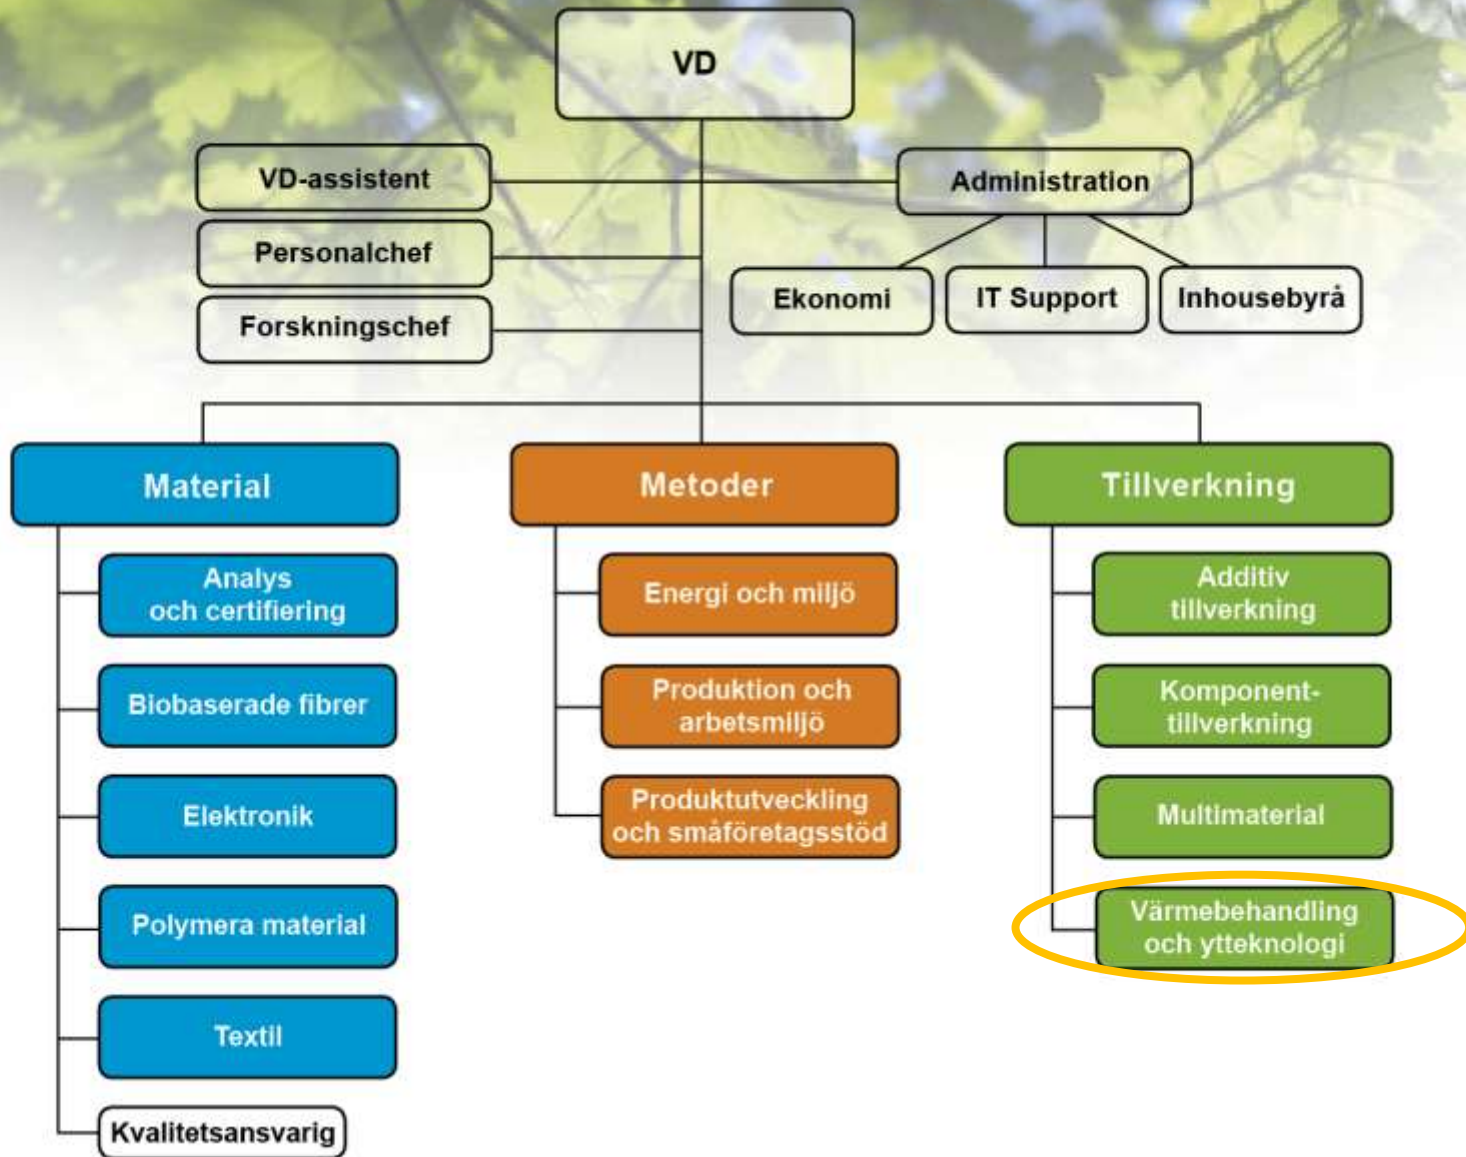 VD
VD-assistent
Administration
Personalchef
Forskningschef
Ekonomi
IT Support
Inhousebyrå
Material
Analys
och certifiering
Biobaserade fibrer
Elektronik
Polymera material
Textil
Kvalitetsansvarig
Metoder
Energi och miljö
Produktion och
arbetsmiljö
Produktutveckling
och småföretagsstöd
Tillverkning
Additiv
tillverkning
Komponent-
tillverkning
Multimaterial
Värmebehandling
och ytteknologi